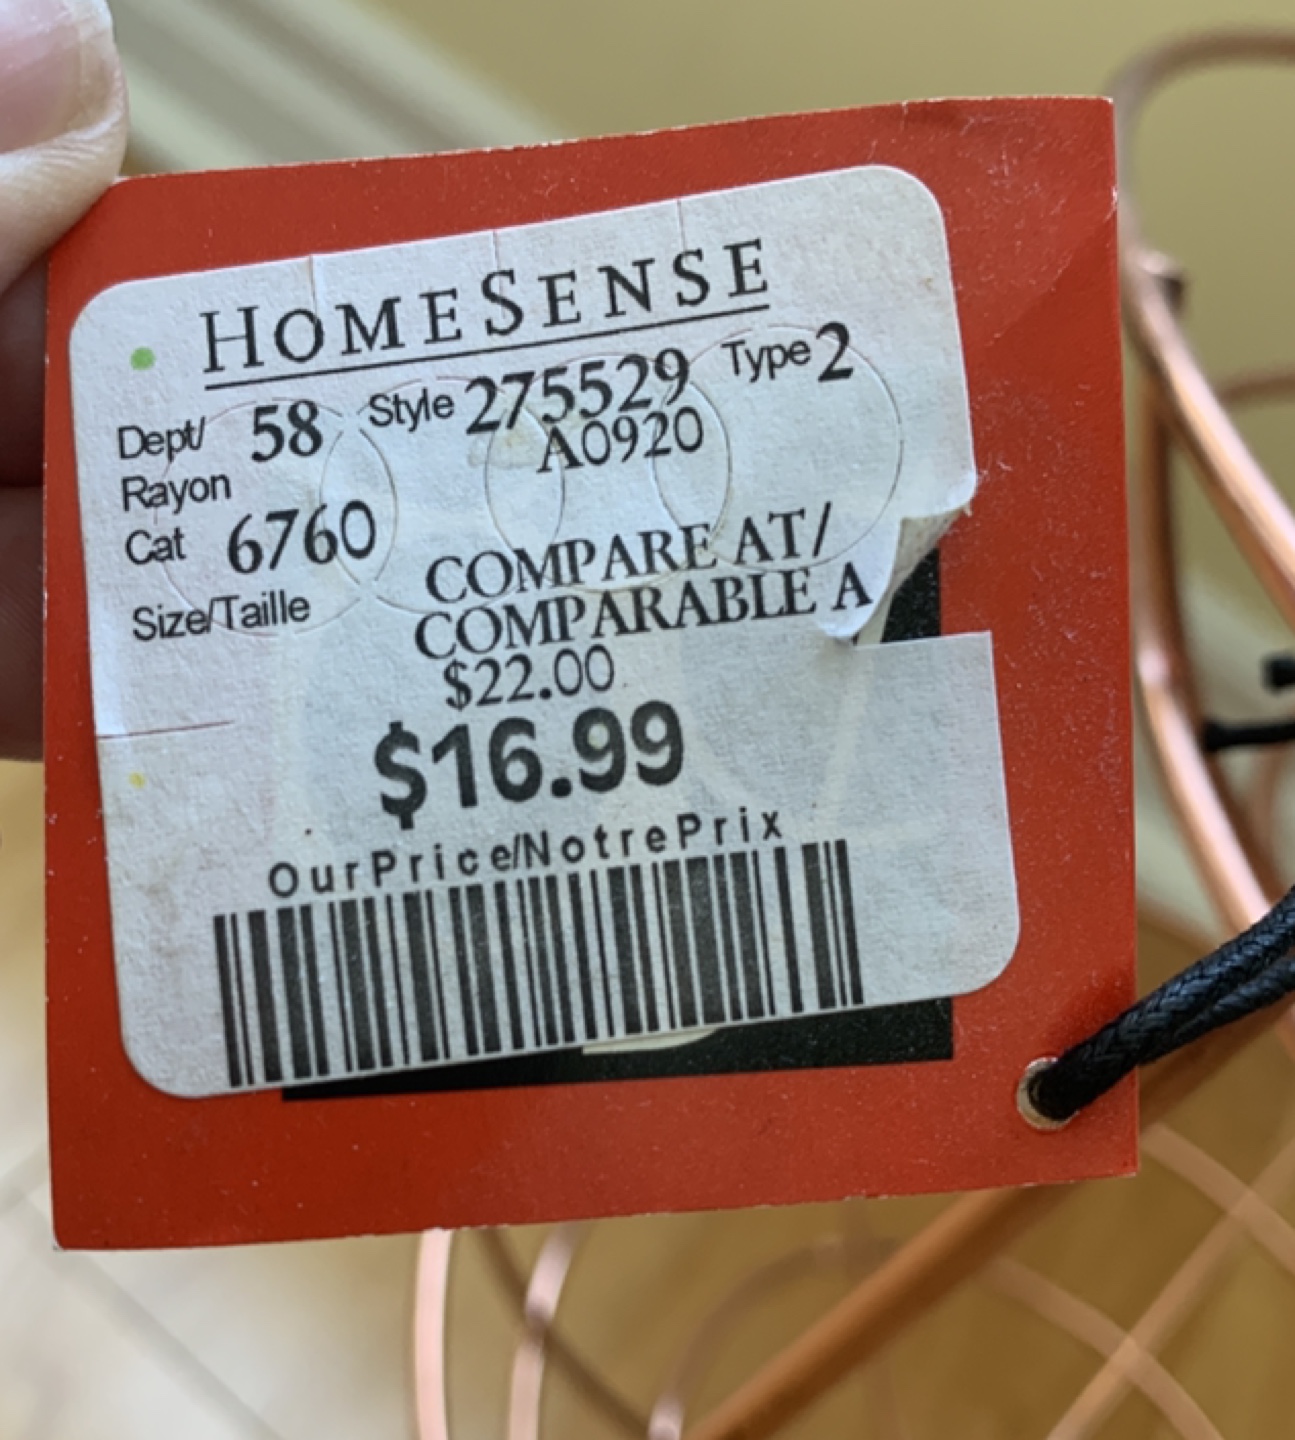 HOMESENSE
Dept/ 58 Style 275529 Type 2
Rayon A0920
Cat 6760
COMPARE AT/
Size/Taille COMPARABLE A
$22.00
$16.99
OurPrice/NotrePrix